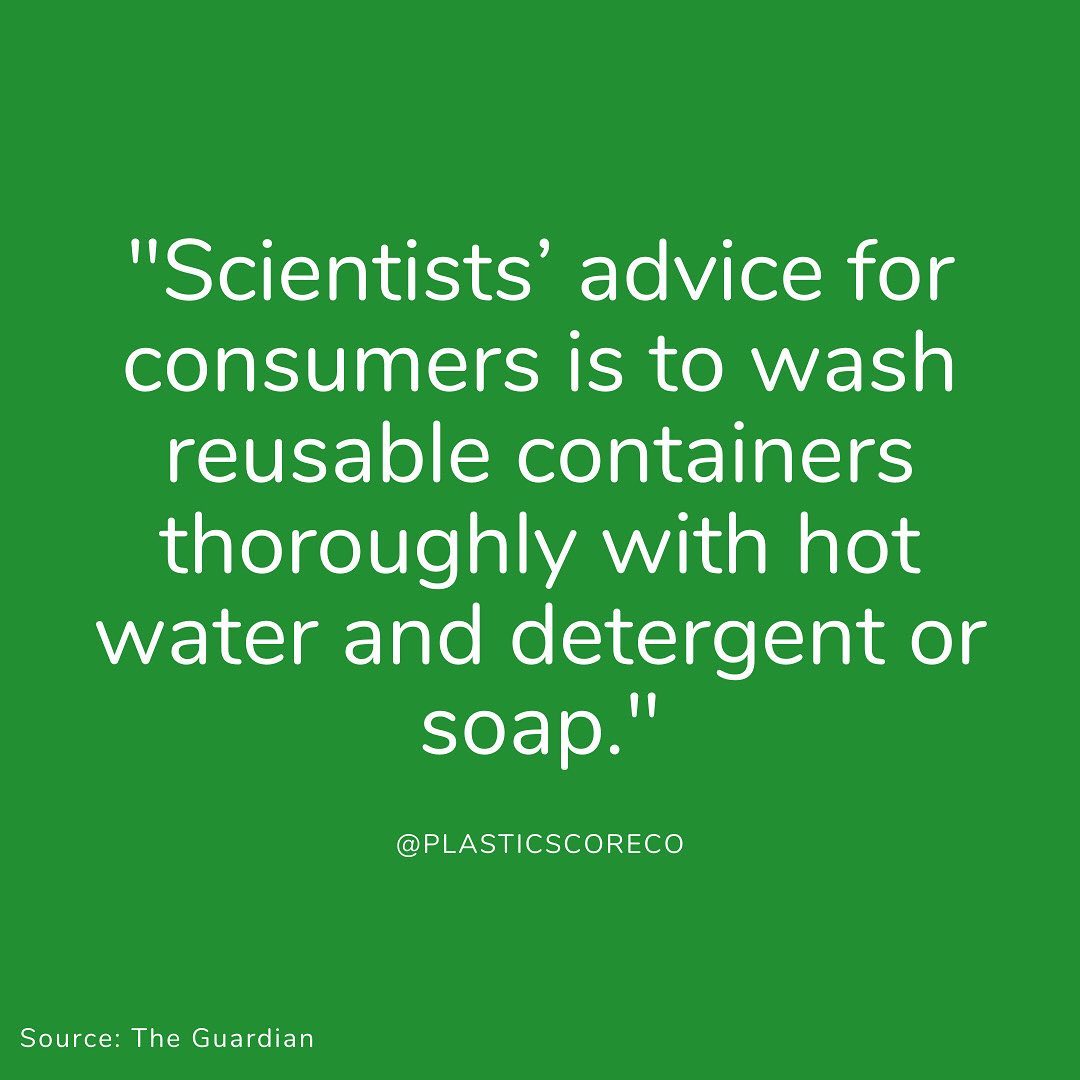 "Scientists’ advice for
consumers is to wash
reusable containers
thoroughly with hot
water and detergent or
soap."
@PLASTICSCORECO
Source: The Guardian